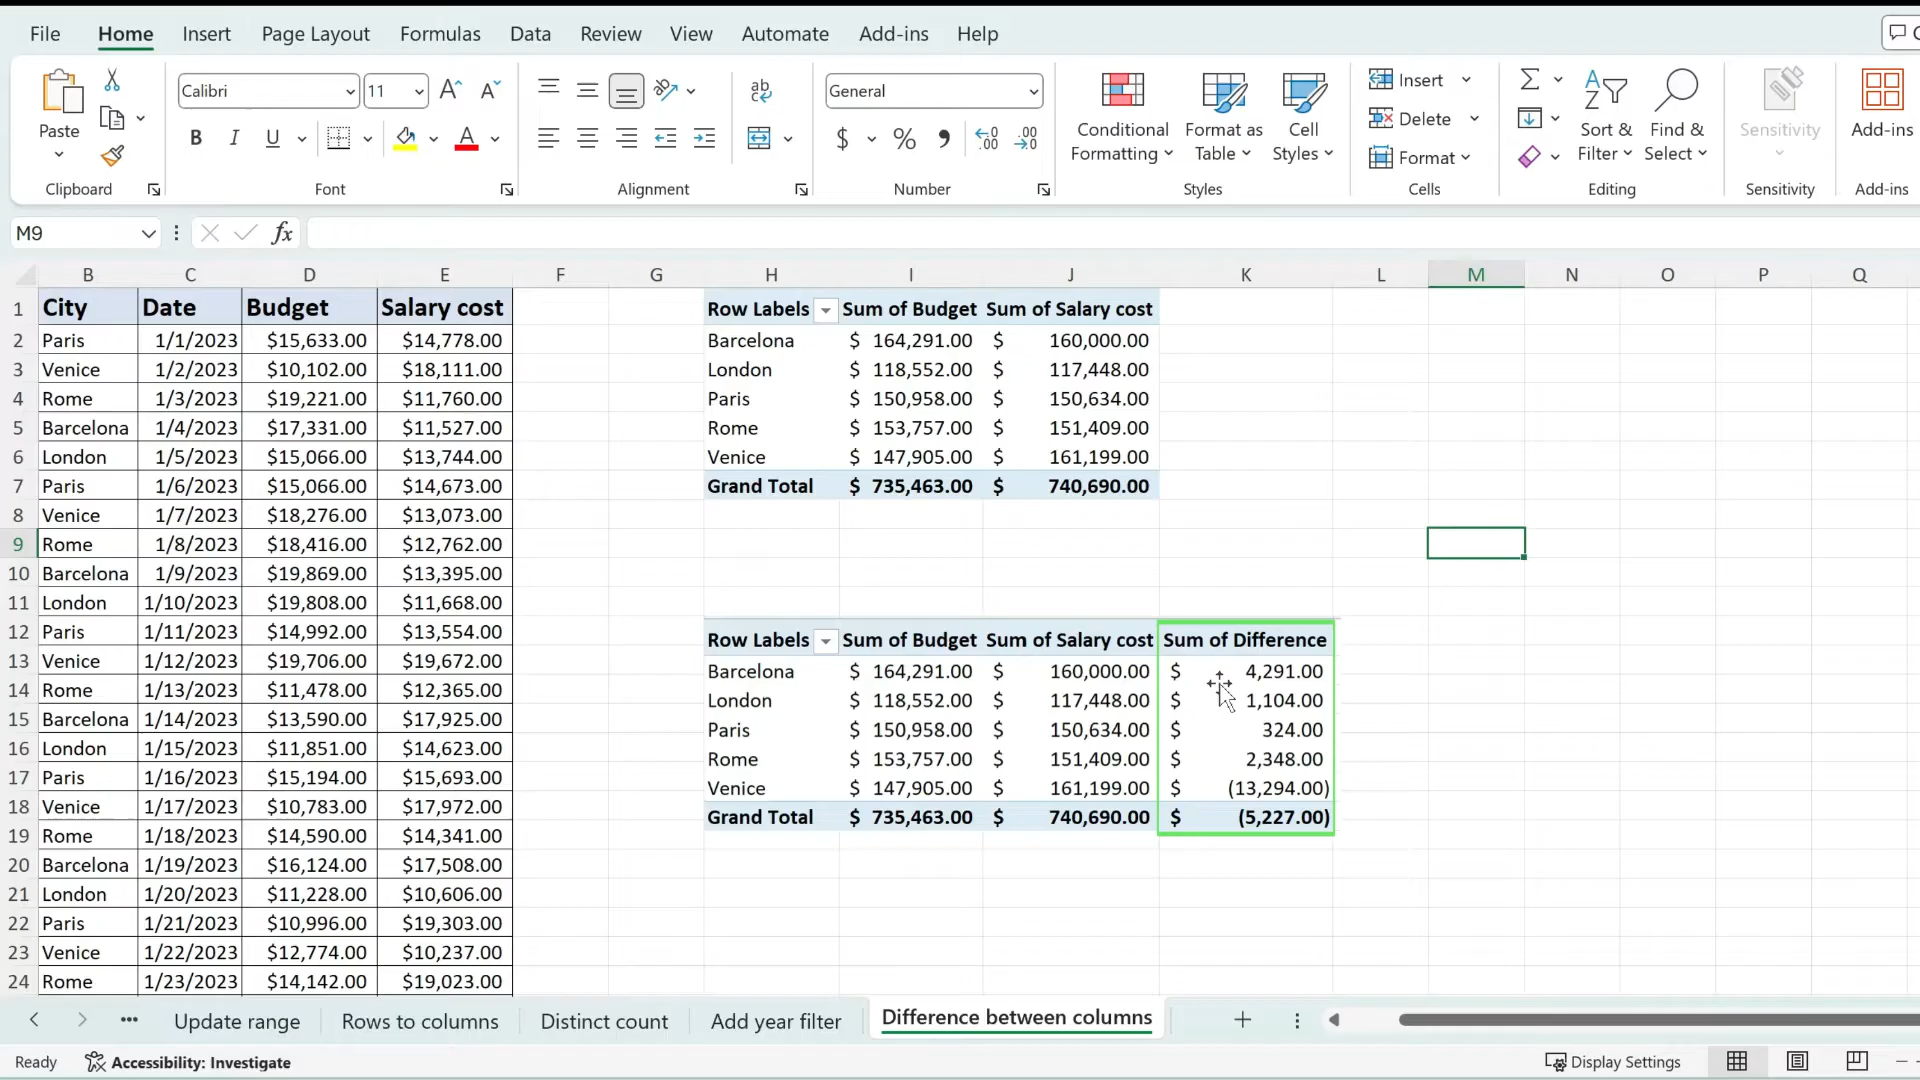 File Home Insert Page Layout Formulas Data Review View Automate Add-ins Help
Paste
Calibri 11
General
Conditional Formatting
Format as Table
Cell Styles
Insert
Delete
Format
Sort & Filter
Find & Select
Sensitivity
Add-ins
Clipboard Font Alignment Number Styles Cells Editing Sensitivity Add-ins
M9 fx
B C D E F G H I J K L M N O P Q
1 City Date Budget Salary cost Row Labels Sum of Budget Sum of Salary cost
2 Paris 1/1/2023 $15,633.00 $14,778.00 Barcelona $ 164,291.00 $ 160,000.00
3 Venice 1/2/2023 $10,102.00 $18,111.00 London $ 118,552.00 $ 117,448.00
4 Rome 1/3/2023 $19,221.00 $11,760.00 Paris $ 150,958.00 $ 150,634.00
5 Barcelona 1/4/2023 $17,331.00 $11,527.00 Rome $ 153,757.00 $ 151,409.00
6 London 1/5/2023 $15,066.00 $13,744.00 Venice $ 147,905.00 $ 161,199.00
7 Paris 1/6/2023 $15,066.00 $14,673.00 Grand Total $ 735,463.00 $ 740,690.00
8 Venice 1/7/2023 $18,276.00 $13,073.00
9 Rome 1/8/2023 $18,416.00 $12,762.00
10 Barcelona 1/9/2023 $19,869.00 $13,395.00
11 London 1/10/2023 $19,808.00 $11,668.00
12 Paris 1/11/2023 $14,992.00 $13,554.00 Row Labels Sum of Budget Sum of Salary cost Sum of Difference
13 Venice 1/12/2023 $19,706.00 $19,672.00 Barcelona $ 164,291.00 $ 160,000.00 $ 4,291.00
14 Rome 1/13/2023 $11,478.00 $12,365.00 London $ 118,552.00 $ 117,448.00 $ 1,104.00
15 Barcelona 1/14/2023 $13,590.00 $17,925.00 Paris $ 150,958.00 $ 150,634.00 $ 324.00
16 London 1/15/2023 $11,851.00 $14,623.00 Rome $ 153,757.00 $ 151,409.00 $ 2,348.00
17 Paris 1/16/2023 $15,194.00 $15,693.00 Venice $ 147,905.00 $ 161,199.00 $ (13,294.00)
18 Venice 1/17/2023 $10,783.00 $17,972.00 Grand Total $ 735,463.00 $ 740,690.00 $ (5,227.00)
19 Rome 1/18/2023 $14,590.00 $14,341.00
20 Barcelona 1/19/2023 $16,124.00 $17,508.00
21 London 1/20/2023 $11,228.00 $10,606.00
22 Paris 1/21/2023 $10,996.00 $19,303.00
23 Venice 1/22/2023 $12,774.00 $10,237.00
24 Rome 1/23/2023 $14,142.00 $19,023.00
Update range Rows to columns Distinct count Add year filter Difference between columns
Ready Accessibility: Investigate Display Settings